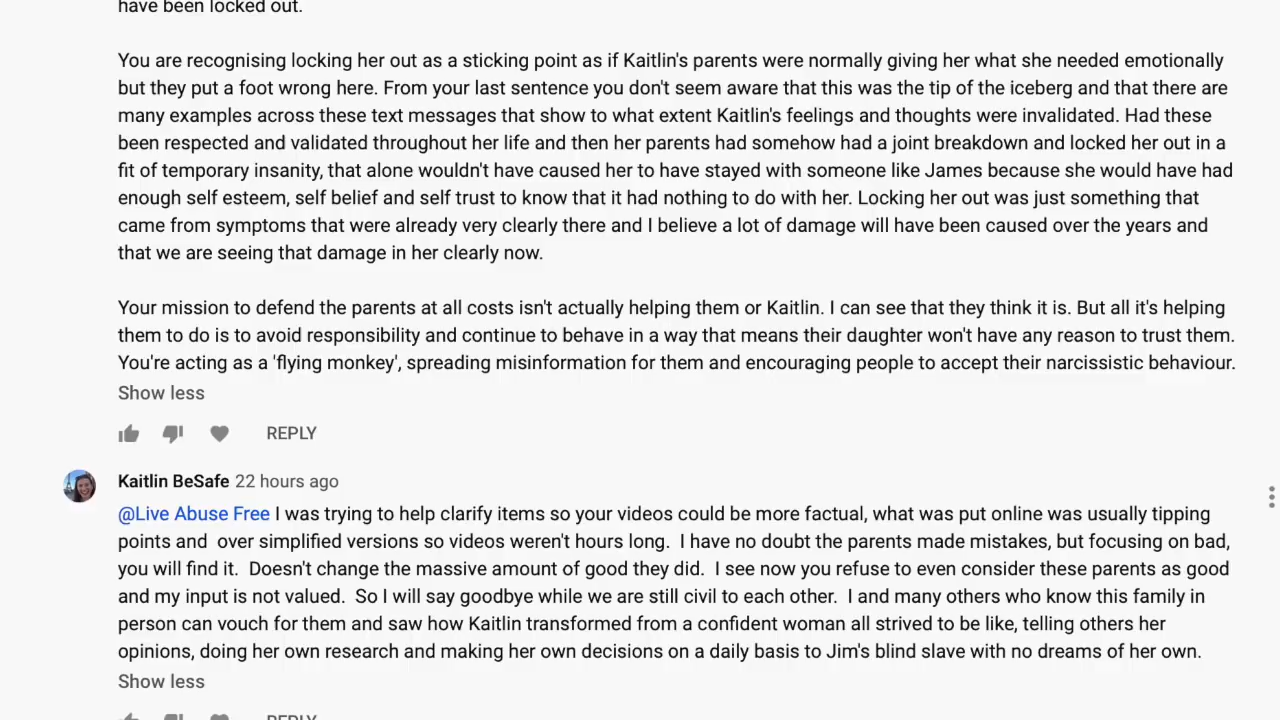 have been locked out.
You are recognising locking her out as a sticking point as if Kaitlin's parents were normally giving her what she needed emotionally
but they put a foot wrong here. From your last sentence you don't seem aware that this was the tip of the iceberg and that there are
many examples across these text messages that show to what extent Kaitlin's feelings and thoughts were invalidated. Had these
been respected and validated throughout her life and then her parents had somehow had a joint breakdown and locked her out in a
fit of temporary insanity, that alone wouldn't have caused her to have stayed with someone like James because she would have had
enough self esteem, self belief and self trust to know that it had nothing to do with her. Locking her out was just something that
came from symptoms that were already very clearly there and I believe a lot of damage will have been caused over the years and
that we are seeing that damage in her clearly now.
Your mission to defend the parents at all costs isn't actually helping them or Kaitlin. I can see that they think it is. But all it's helping
them to do is to avoid responsibility and continue to behave in a way that means their daughter won't have any reason to trust them.
You're acting as a 'flying monkey', spreading misinformation for them and encouraging people to accept their narcissistic behaviour.
Show less
REPLY
Kaitlin BeSafe 22 hours ago
@Live Abuse Free I was trying to help clarify items so your videos could be more factual, what was put online was usually tipping
points and  over simplified versions so videos weren't hours long.  I have no doubt the parents made mistakes, but focusing on bad,
you will find it.  Doesn't change the massive amount of good they did.  I see now you refuse to even consider these parents as good
and my input is not valued.  So I will say goodbye while we are still civil to each other.  I and many others who know this family in
person can vouch for them and saw how Kaitlin transformed from a confident woman all strived to be like, telling others her
opinions, doing her own research and making her own decisions on a daily basis to Jim's blind slave with no dreams of her own.
Show less
REPLY